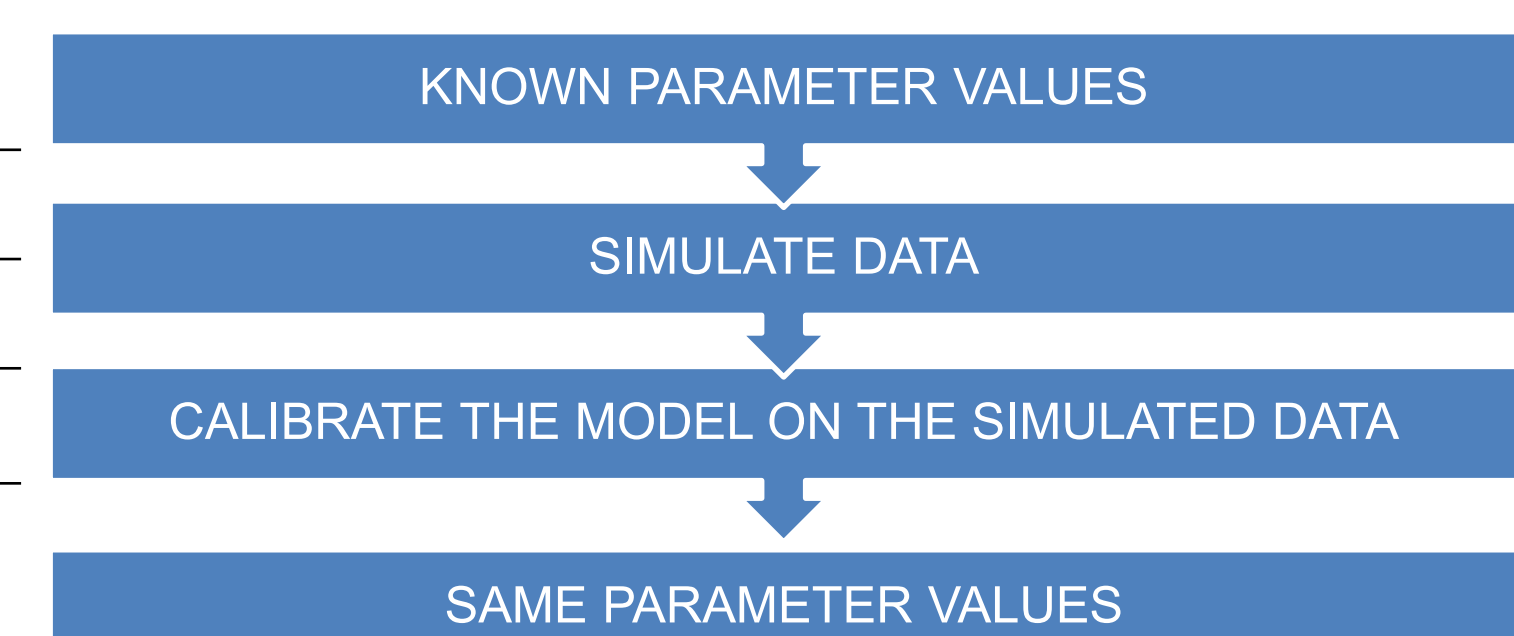 KNOWN PARAMETER VALUES
SIMULATE DATA
CALIBRATE THE MODEL ON THE SIMULATED DATA
SAME PARAMETER VALUES